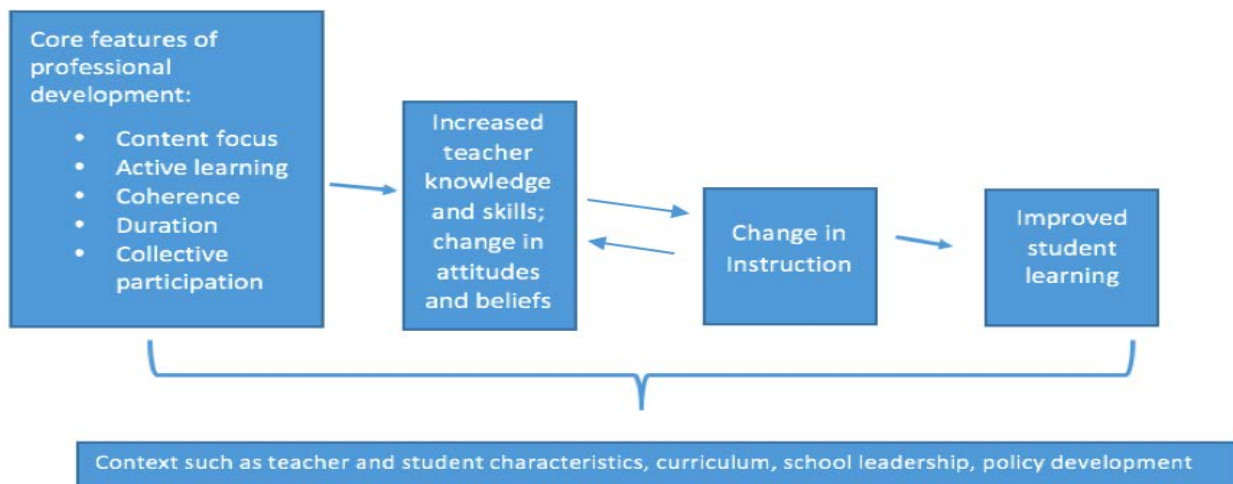 Core features of
professional
development:
• Content focus
• Active learning
• Coherence
• Duration
• Collective
participation
Increased
teacher
knowledge
and skills;
change in
attitudes
and beliefs
Change in
Instruction
Improved
student
learning
Context such as teacher and student characteristics, curriculum, school leadership, policy development